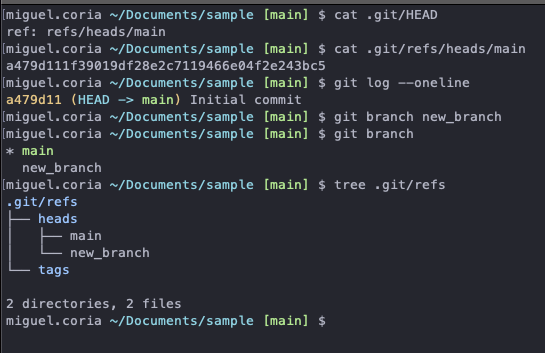 [miguel.coria ~/Documents/sample [main] $ cat .git/HEAD
ref: refs/heads/main
[miguel.coria ~/Documents/sample [main] $ cat .git/refs/heads/main
a479d111f39019df28e2c7119466e04f2e243bc5
[miguel.coria ~/Documents/sample [main] $ git log --oneline
a479d11 (HEAD -> main) Initial commit
[miguel.coria ~/Documents/sample [main] $ git branch new_branch
[miguel.coria ~/Documents/sample [main] $ git branch
* main
  new_branch
[miguel.coria ~/Documents/sample [main] $ tree .git/refs
.git/refs
├── heads
│   ├── main
│   └── new_branch
└── tags

2 directories, 2 files
miguel.coria ~/Documents/sample [main] $